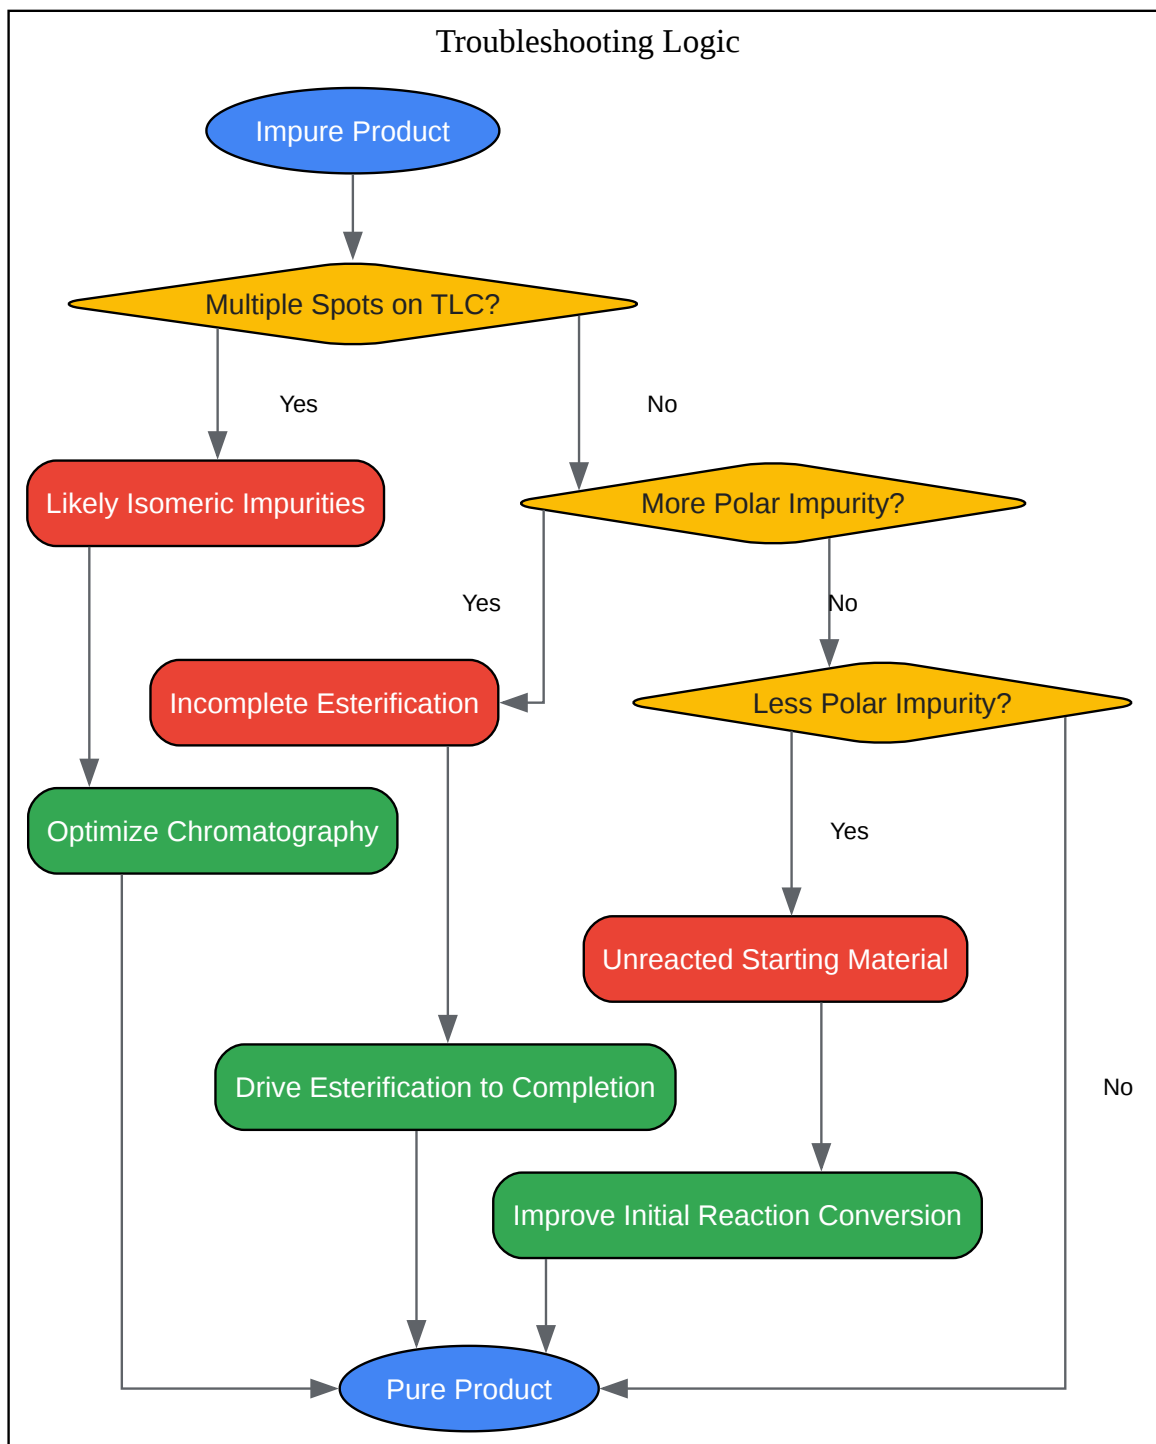 Troubleshooting Logic
Impure Product
Multiple Spots on TLC?
Yes
No
Likely Isomeric Impurities
More Polar Impurity?
Yes
No
Incomplete Esterification
Less Polar Impurity?
Optimize Chromatography
Yes
Unreacted Starting Material
Drive Esterification to Completion
No
Improve Initial Reaction Conversion
Pure Product